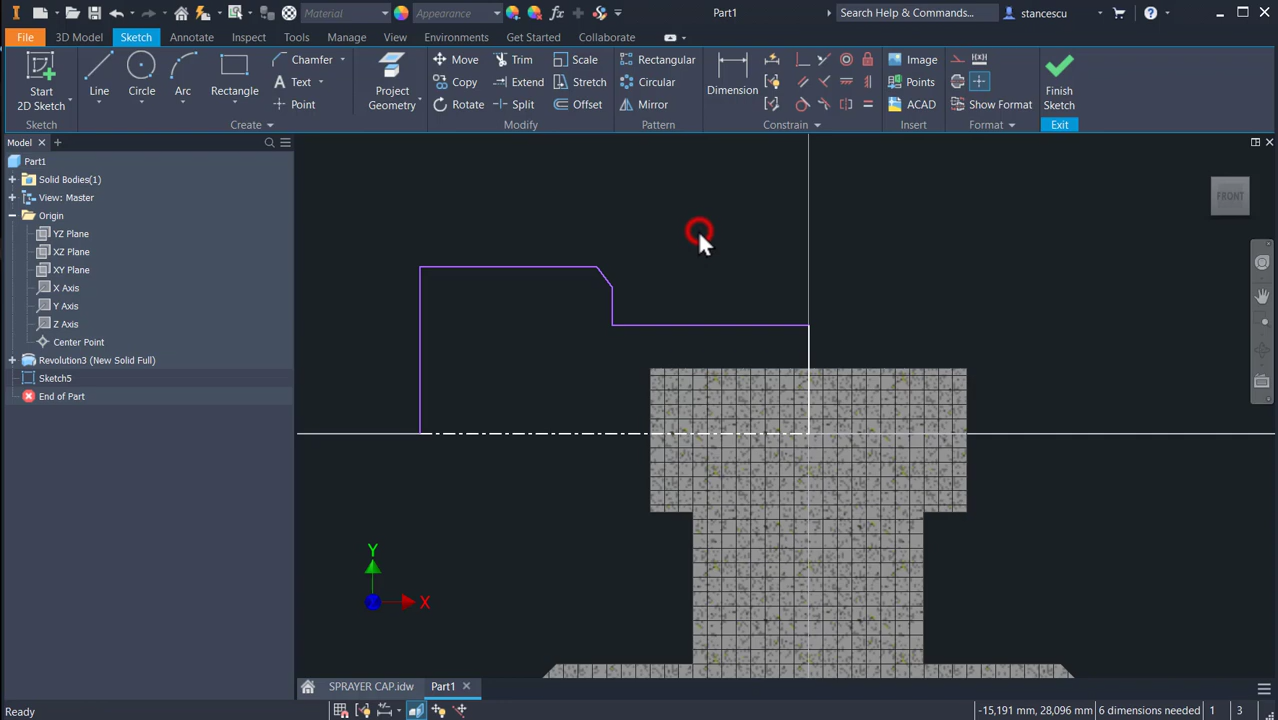 Material Appearance fx Part1 Search Help & Commands... stancescu
File 3D Model Sketch Annotate Inspect Tools Manage View Environments Get Started Collaborate
Start 2D Sketch Line Circle Arc Rectangle Chamfer Text Point Project Geometry
Move Trim Scale
Copy Extend Stretch
Rotate Split Offset
Rectangular
Circular
Mirror
Dimension
Image
Points
ACAD
Show Format
Finish Sketch
Sketch Create Modify Pattern Constrain Insert Format Exit
Model
Part1
Solid Bodies(1)
View: Master
Origin
YZ Plane
XZ Plane
XY Plane
X Axis
Y Axis
Z Axis
Center Point
Revolution3 (New Solid Full)
Sketch5
End of Part
FRONT
Y
X
SPRAYER CAP.idw Part1
Ready -15,191 mm, 28,096 mm 6 dimensions needed 1 3